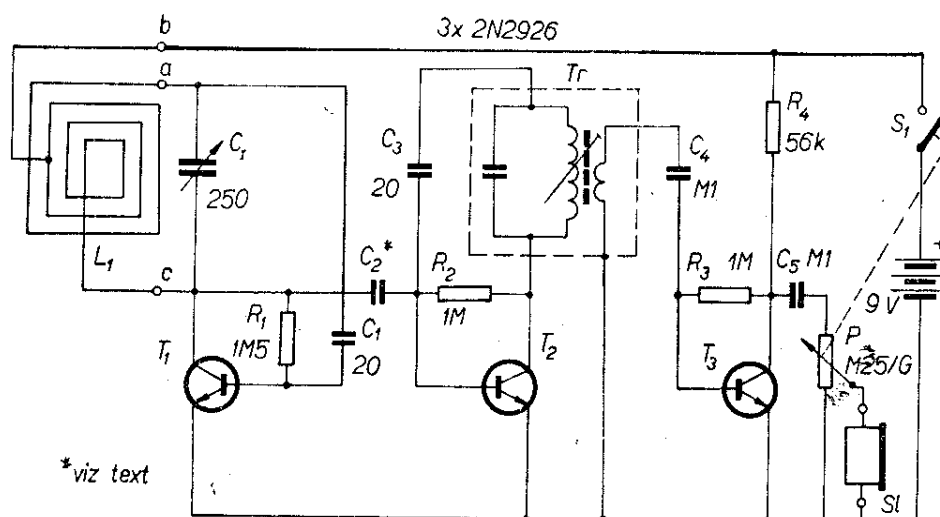 b
3x 2N2926
a
Tr
C₁
250
C₃
20
C₄
M1
R₄
56k
S₁
L₁
c
C₂*
R₂
1M
R₃ 1M
C₅ M1
+
9V
R₁
1M5
C₁
20
T₁
T₂
T₃
P
M25/G
*viz text
Sl